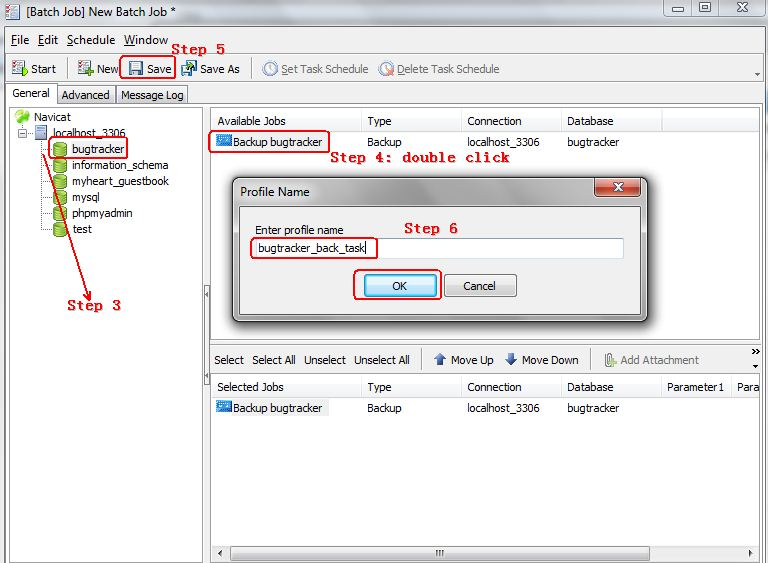 [Batch Job] New Batch Job *
File Edit Schedule Window
Step 5
Start New Save Save As Set Task Schedule Delete Task Schedule
General Advanced Message Log
Navicat
localhost_3306
bugtracker
information_schema
myheart_guestbook
mysql
phpmyadmin
test
Step 3
Available Jobs Type Connection Database
Backup bugtracker Backup localhost_3306 bugtracker
Step 4: double click
Profile Name
Enter profile name
Step 6
bugtracker_back_task
OK Cancel
Select Select All Unselect Unselect All Move Up Move Down Add Attachment
Selected Jobs Type Connection Database Parameter1 Para
Backup bugtracker Backup localhost_3306 bugtracker